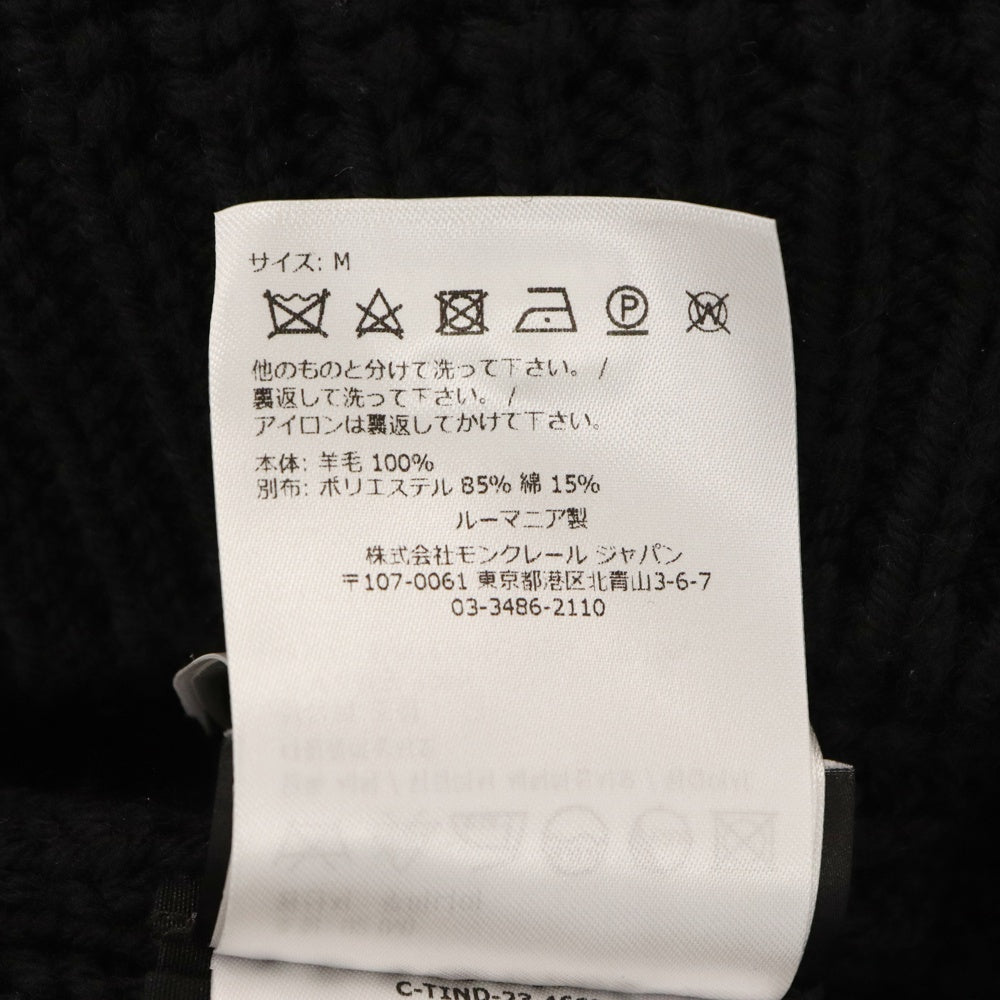 サイズ: M
P W
他のものと分けて洗って下さい。 /
裏返して洗って下さい。 /
アイロンは裏返してかけて下さい。
本体: 羊毛 100%
別布: ポリエステル 85% 綿 15%
ルーマニア製
株式会社モンクレール ジャパン
〒107-0061 東京都港区北青山3-6-7
03-3486-2110